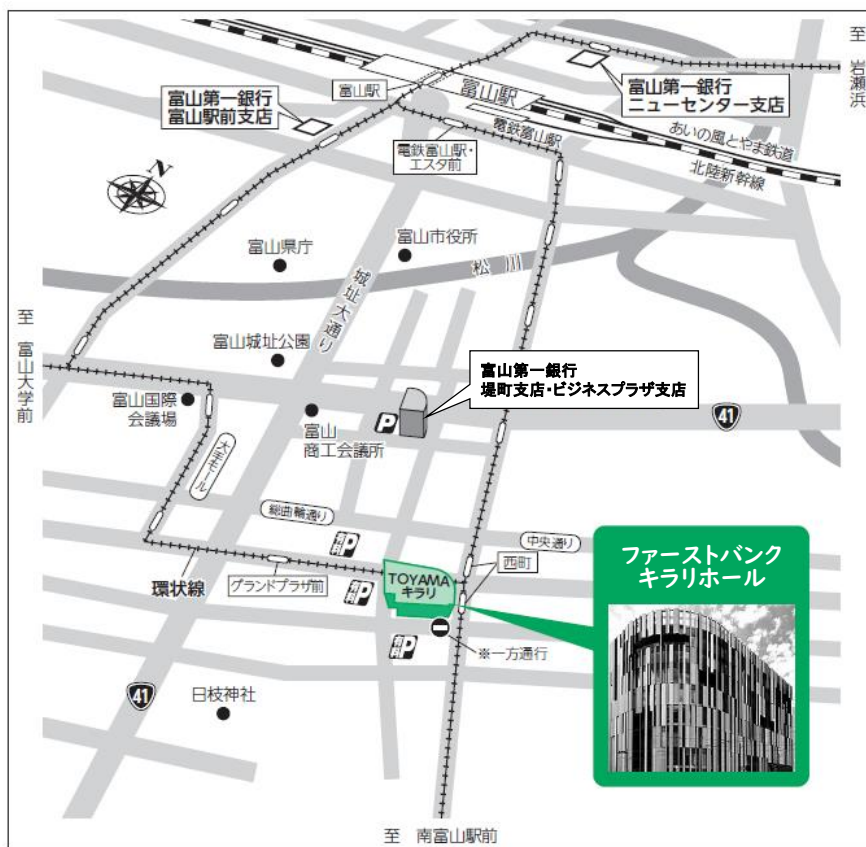 至
岩瀬浜
富山第一銀行
富山駅前支店
富山駅
富山駅
富山第一銀行
ニューセンター支店
電鉄富山駅
電鉄富山駅・
エスタ前
あいの風とやま鉄道
北陸新幹線
N
富山県庁
富山市役所
松川
城址大通り
至
富山大学前
富山城址公園
富山第一銀行
堤町支店・ビジネスプラザ支店
富山国際
会議場
富山
商工会議所
P
41
大手モール
総曲輪通り
中央通り
有料P
西町
ファーストバンク
キラリホール
環状線
グランドプラザ前
有料P
TOYAMA
キラリ
有料P
※一方通行
41
日枝神社
至 南富山駅前